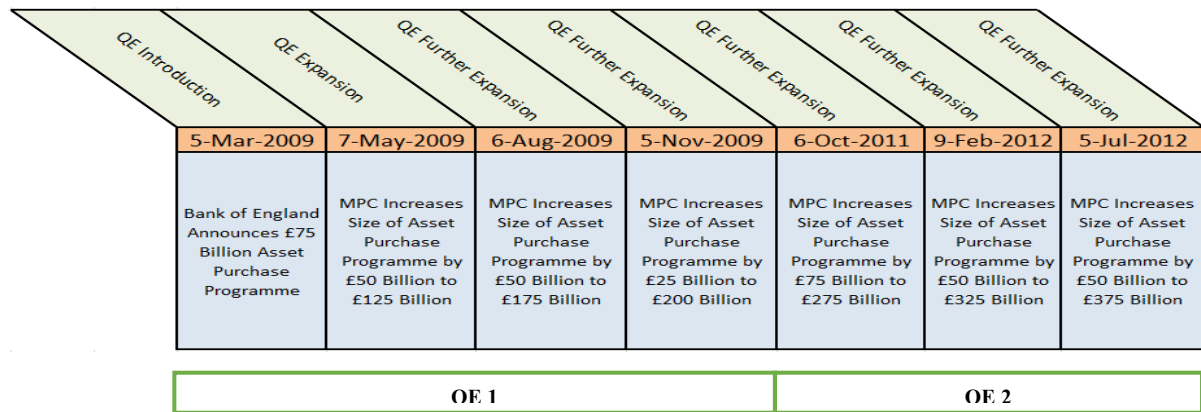 QE Introduction
QE Expansion
QE Further Expansion
QE Further Expansion
QE Further Expansion
QE Further Expansion
QE Further Expansion
5-Mar-2009
7-May-2009
6-Aug-2009
5-Nov-2009
6-Oct-2011
9-Feb-2012
5-Jul-2012
Bank of England
Announces £75
Billion Asset
Purchase
Programme
MPC Increases
Size of Asset
Purchase
Programme by
£50 Billion to
£125 Billion
MPC Increases
Size of Asset
Purchase
Programme by
£50 Billion to
£175 Billion
MPC Increases
Size of Asset
Purchase
Programme by
£25 Billion to
£200 Billion
MPC Increases
Size of Asset
Purchase
Programme by
£75 Billion to
£275 Billion
MPC Increases
Size of Asset
Purchase
Programme by
£50 Billion to
£325 Billion
MPC Increases
Size of Asset
Purchase
Programme by
£50 Billion to
£375 Billion
QE 1
QE 2